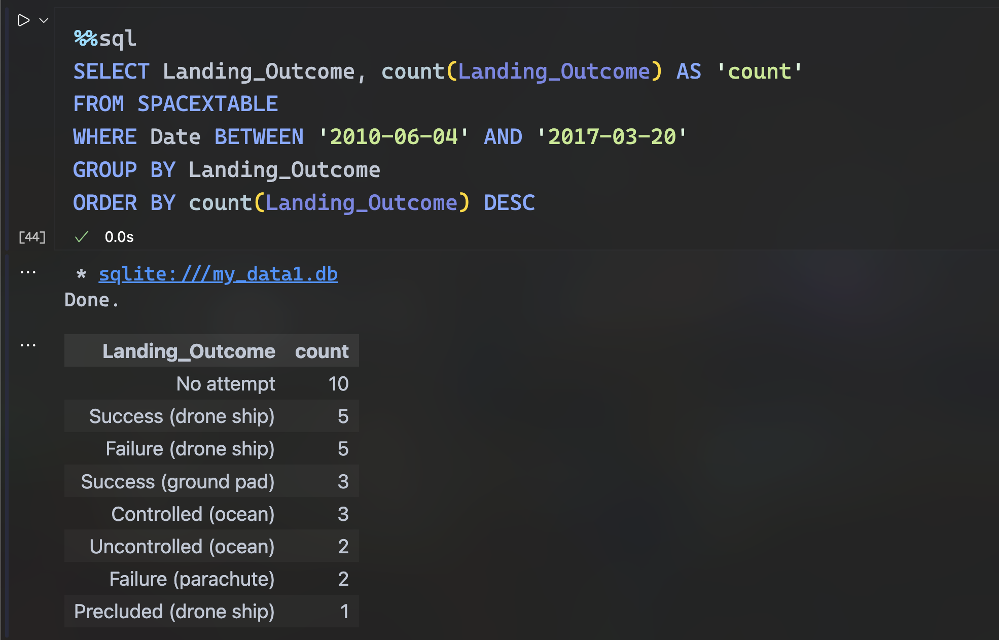 %%sql
SELECT Landing_Outcome, count(Landing_Outcome) AS 'count'
FROM SPACEXTABLE
WHERE Date BETWEEN '2010-06-04' AND '2017-03-20'
GROUP BY Landing_Outcome
ORDER BY count(Landing_Outcome) DESC
[44] ✓ 0.0s
... * sqlite:///my_data1.db
Done.
... Landing_Outcome count
No attempt 10
Success (drone ship) 5
Failure (drone ship) 5
Success (ground pad) 3
Controlled (ocean) 3
Uncontrolled (ocean) 2
Failure (parachute) 2
Precluded (drone ship) 1